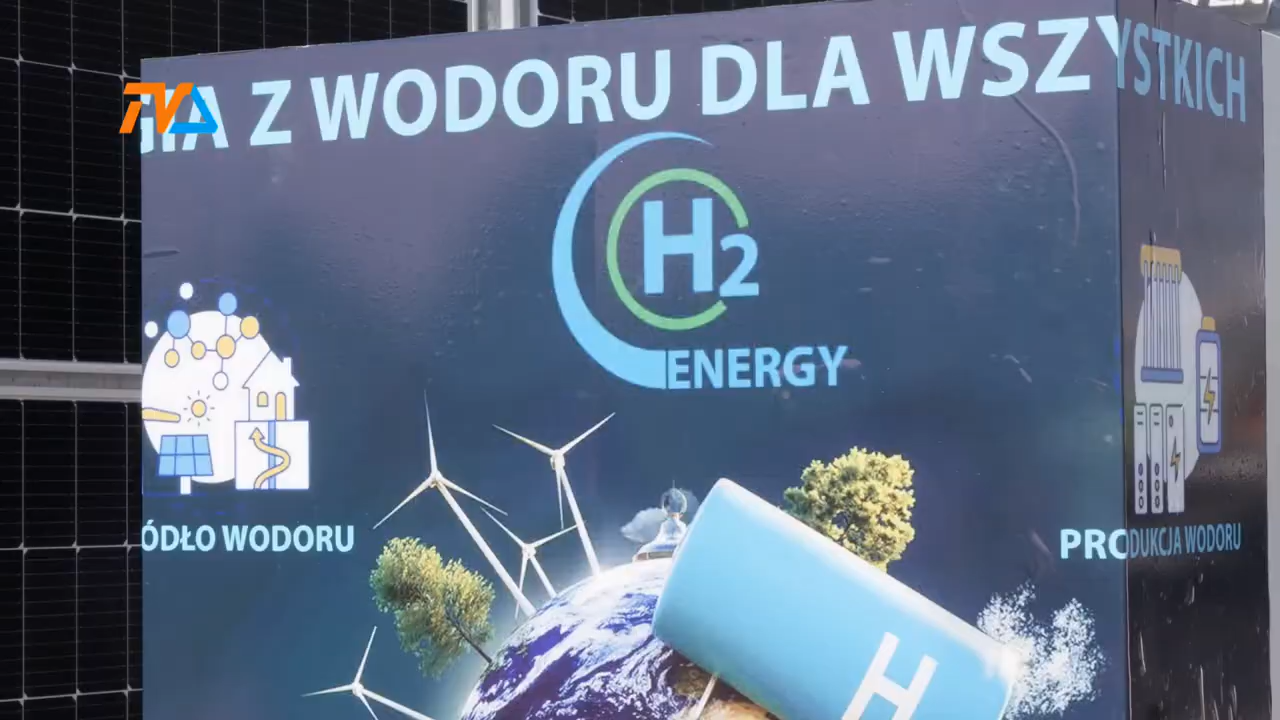 TVA
GIA Z WODORU DLA WSZYSTKICH
H2
ENERGY
ÓDŁO WODORU
PRODUKCJA WODORU
H